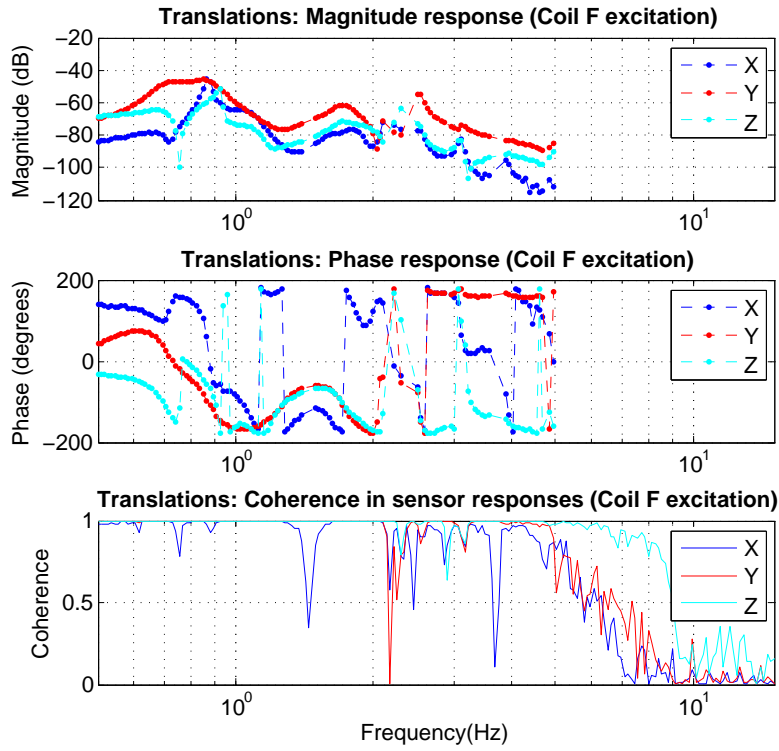 Translations: Magnitude response (Coil F excitation)
Magnitude (dB)
−20
−40
−60
−80
−100
−120
10^0
10^1
X
Y
Z
Translations: Phase response (Coil F excitation)
Phase (degrees)
200
0
−200
10^0
10^1
X
Y
Z
Translations: Coherence in sensor responses (Coil F excitation)
Coherence
1
0.5
0
10^0
10^1
X
Y
Z
Frequency(Hz)